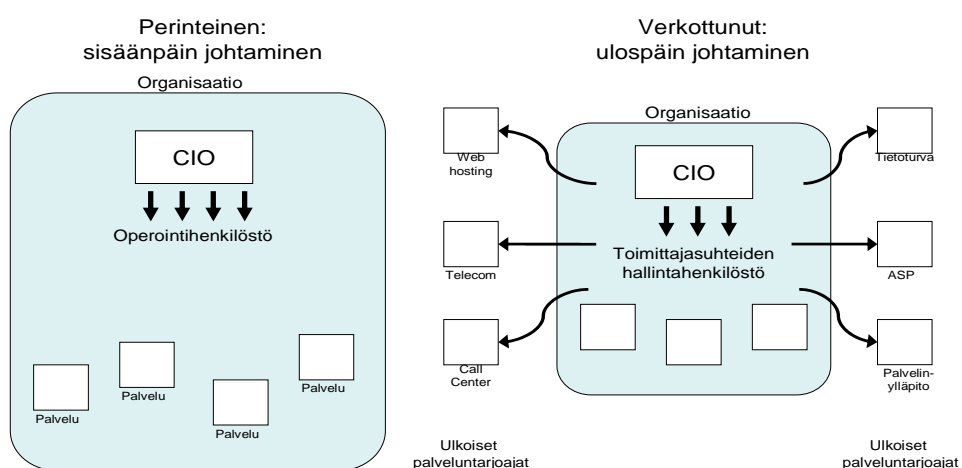 Perinteinen:
sisäänpäin johtaminen
Organisaatio
CIO
Operointihenkilöstö
Palvelu
Palvelu
Palvelu
Palvelu
Verkottunut:
ulospäin johtaminen
Organisaatio
CIO
Toimittajasuhteiden
hallintahenkilöstö
Web
hosting
Telecom
Call
Center
Tietoturva
ASP
Palvelin-
ylläpito
Ulkoiset
palveluntarjoajat
Ulkoiset
palveluntarjoajat